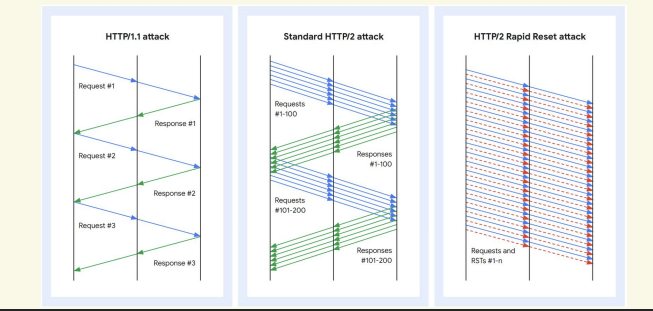 HTTP/1.1 attack
Request #1
Response #1
Request #2
Response #2
Request #3
Response #3
Standard HTTP/2 attack
Requests
#1-100
Responses
#1-100
Requests
#101-200
Responses
#101-200
HTTP/2 Rapid Reset attack
Requests and
RSTs #1-n